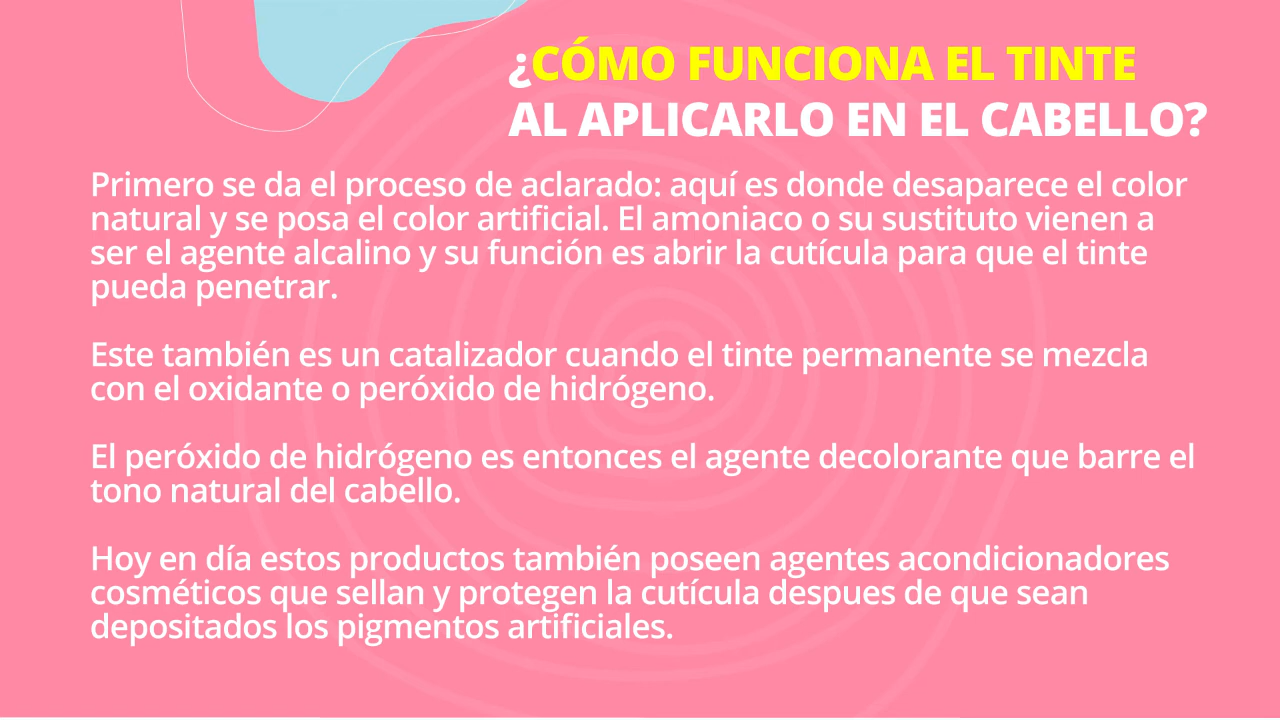 ¿CÓMO FUNCIONA EL TINTE
AL APLICARLO EN EL CABELLO?
Primero se da el proceso de aclarado: aquí es donde desaparece el color
natural y se posa el color artificial. El amoniaco o su sustituto vienen a
ser el agente alcalino y su función es abrir la cutícula para que el tinte
pueda penetrar.
Este también es un catalizador cuando el tinte permanente se mezcla
con el oxidante o peróxido de hidrógeno.
El peróxido de hidrógeno es entonces el agente decolorante que barre el
tono natural del cabello.
Hoy en día estos productos también poseen agentes acondicionadores
cosméticos que sellan y protegen la cutícula despues de que sean
depositados los pigmentos artificiales.